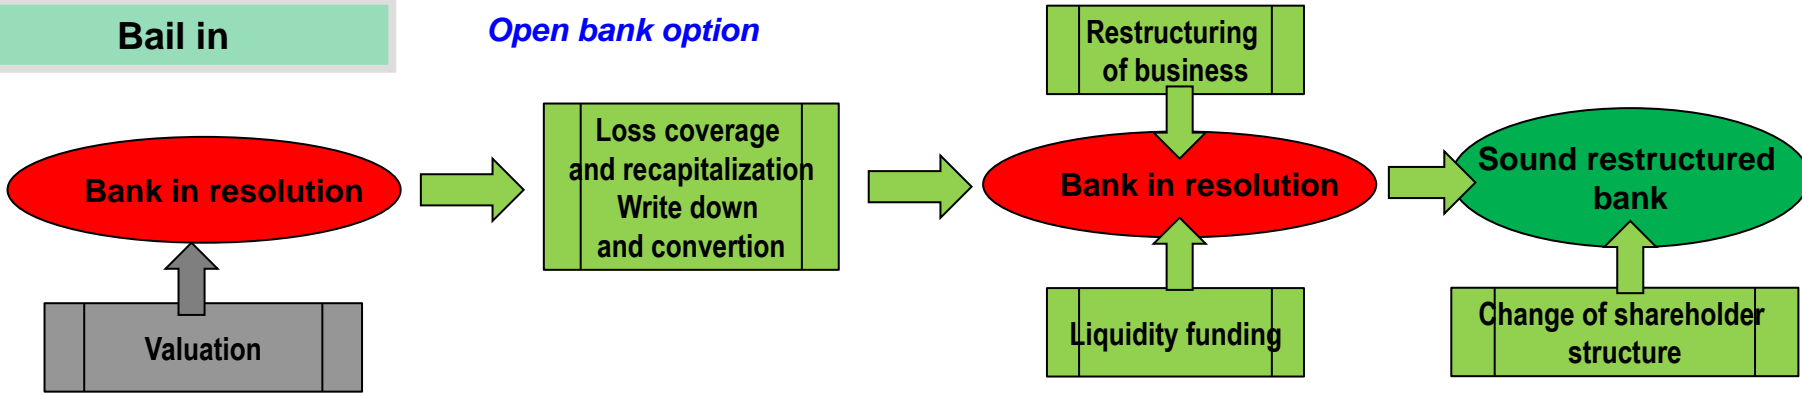 Bail in
Open bank option
Restructuring
of business
Bank in resolution
Loss coverage
and recapitalization
Write down
and convertion
Bank in resolution
Sound restructured
bank
Valuation
Liquidity funding
Change of shareholder
structure